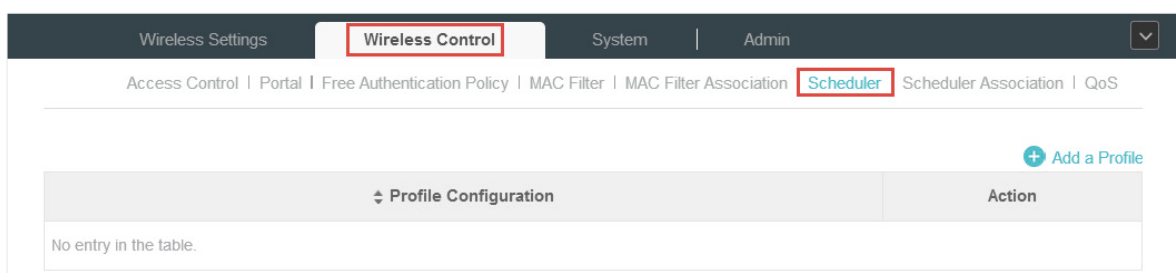 Wireless Settings Wireless Control System | Admin
Access Control | Portal | Free Authentication Policy | MAC Filter | MAC Filter Association Scheduler Scheduler Association | QoS
Add a Profile
Profile Configuration Action
No entry in the table.